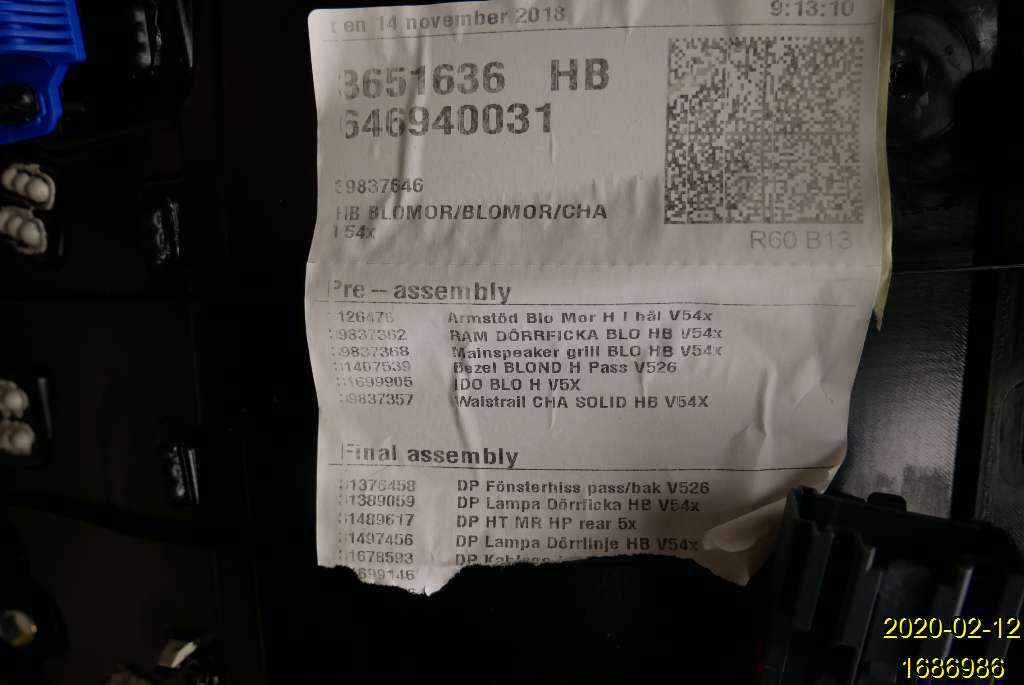 en 14 november 2018 9:13:10
3651636 HB
646940031
39837646
HB BLOMOR/BLOMOR/CHA
54x
R60 B13
Pre – assembly
126476 Armstöd Blo Mor H I hål V54x
39837362 RAM DÖRRFICKA BLO HB V54x
39837368 Mainspeaker grill BLO HB V54x
31407539 Bezel BLOND H Pass V526
31699905 IDO BLO H V5X
39837357 Waistrail CHA SOLID HB V54X
Final assembly
31376458 DP Fönsterhiss pass/bak V526
31389059 DP Lampa Dörrficka HB V54x
31489617 DP HT MR HP rear 5x
31497456 DP Lampa Dörrlinje HB V54x
31678593 DP
699146
2020-02-12
1686986